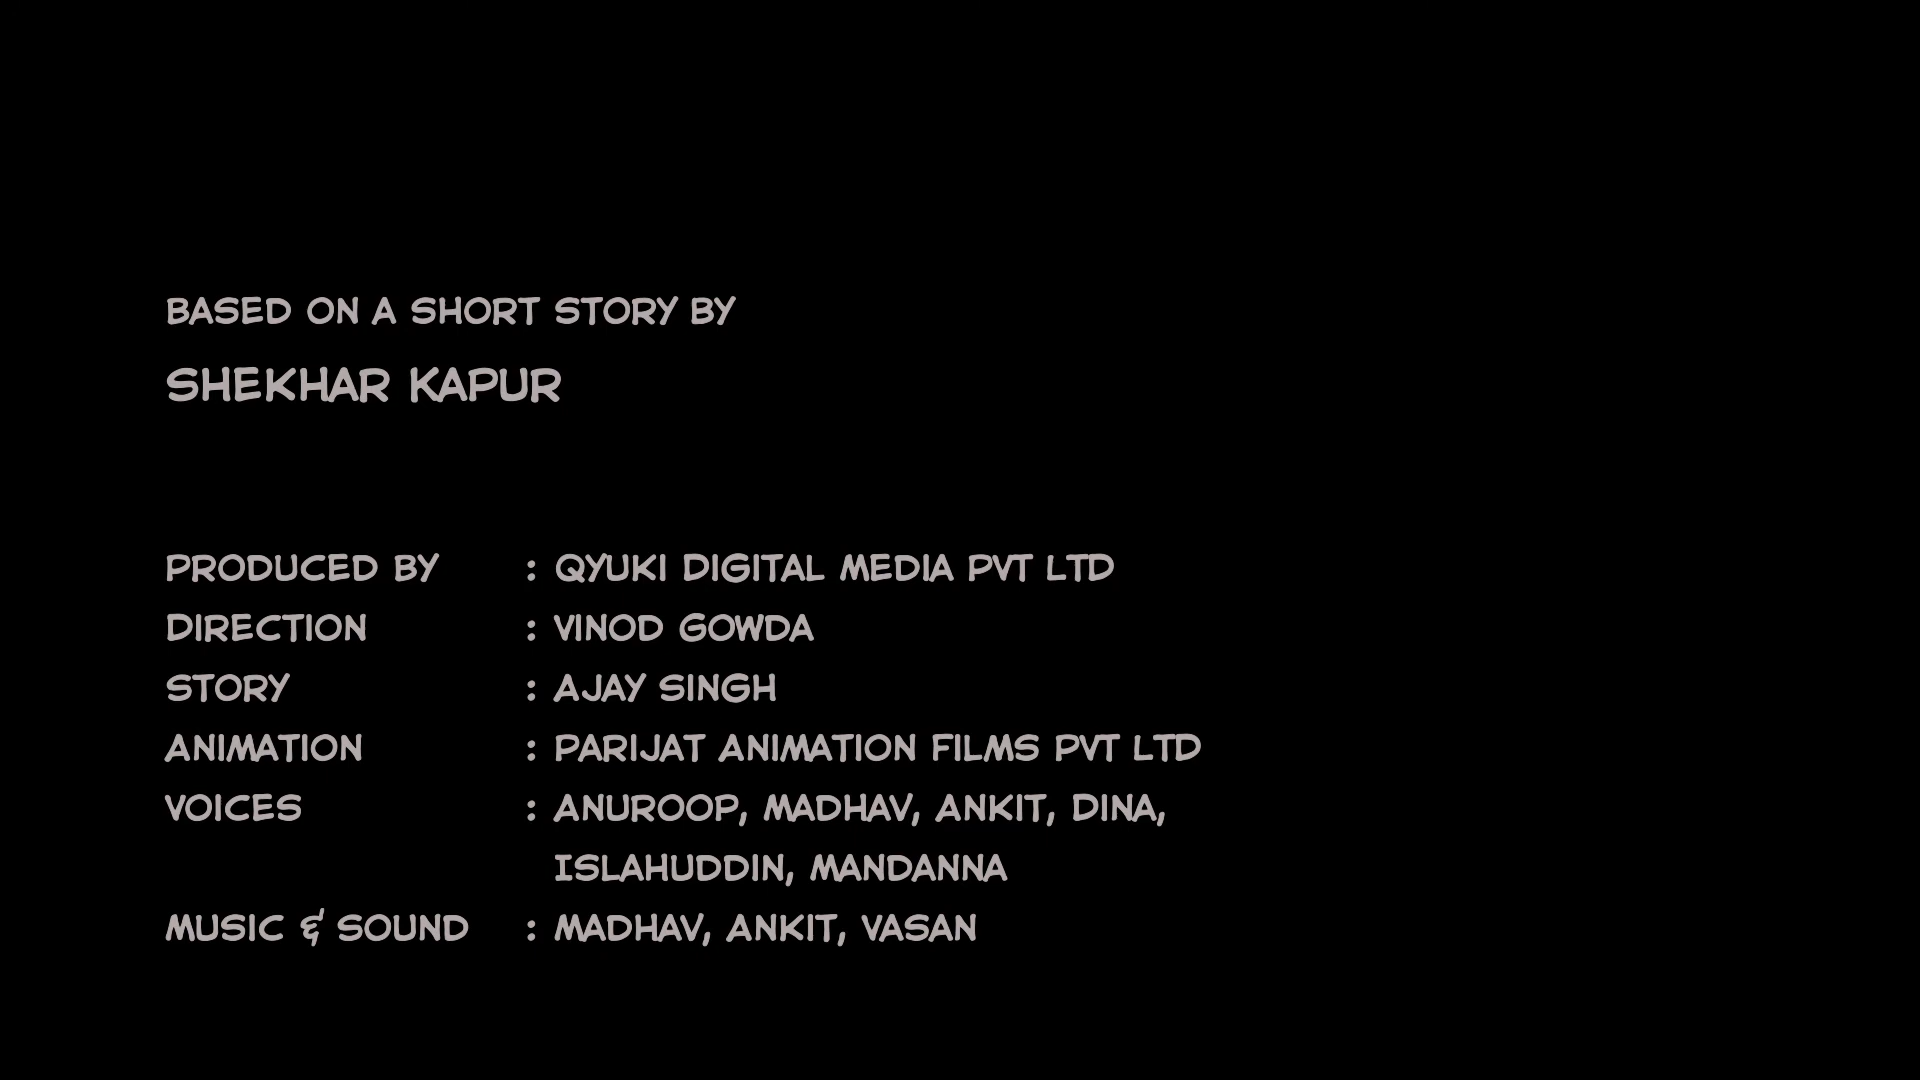 BASED ON A SHORT STORY BY
SHEKHAR KAPUR
PRODUCED BY : QYUKI DIGITAL MEDIA PVT LTD
DIRECTION : VINOD GOWDA
STORY : AJAY SINGH
ANIMATION : PARIJAT ANIMATION FILMS PVT LTD
VOICES : ANUROOP, MADHAV, ANKIT, DINA,
ISLAHUDDIN, MANDANNA
MUSIC & SOUND : MADHAV, ANKIT, VASAN